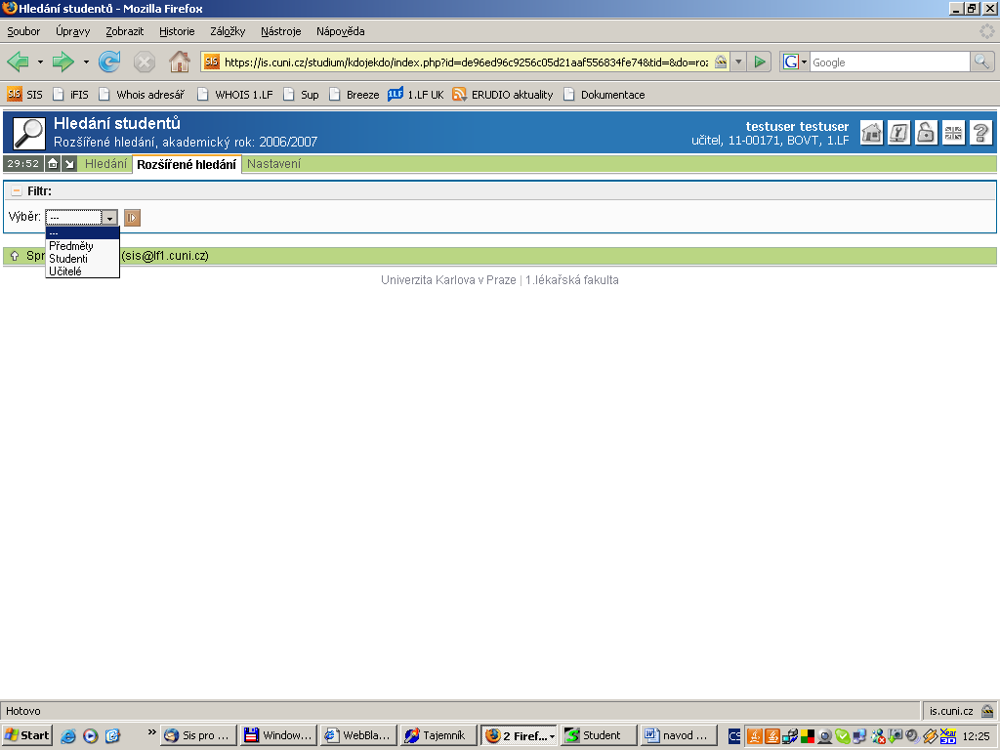 Hledání studentů - Mozilla Firefox
Soubor Úpravy Zobrazit Historie Záložky Nástroje Nápověda
SIS https://is.cuni.cz/studium/kdojekdo/index.php?id=de96ed96c9256c05d21aaf556834fe74&tid=&do=roz G Google
SIS SIS iFIS Whois adresář WHOIS 1.LF Sup Breeze 1LF 1.LF UK ERUDIO aktuality Dokumentace
Hledání studentů
Rozšířené hledání, akademický rok: 2006/2007
testuser testuser
učitel, 11-00171, BOVT, 1.LF
29:52 Hledání Rozšířené hledání Nastavení
Filtr:
Výběr: ---
---
Předměty
Studenti
Učitelé
Spr (sis@lf1.cuni.cz)
Univerzita Karlova v Praze | 1.lékařská fakulta
Hotovo is.cuni.cz
Start » Sis pro ... Window... WebBla... Tajemník 2 Firef... Student navod ... CS 12:25